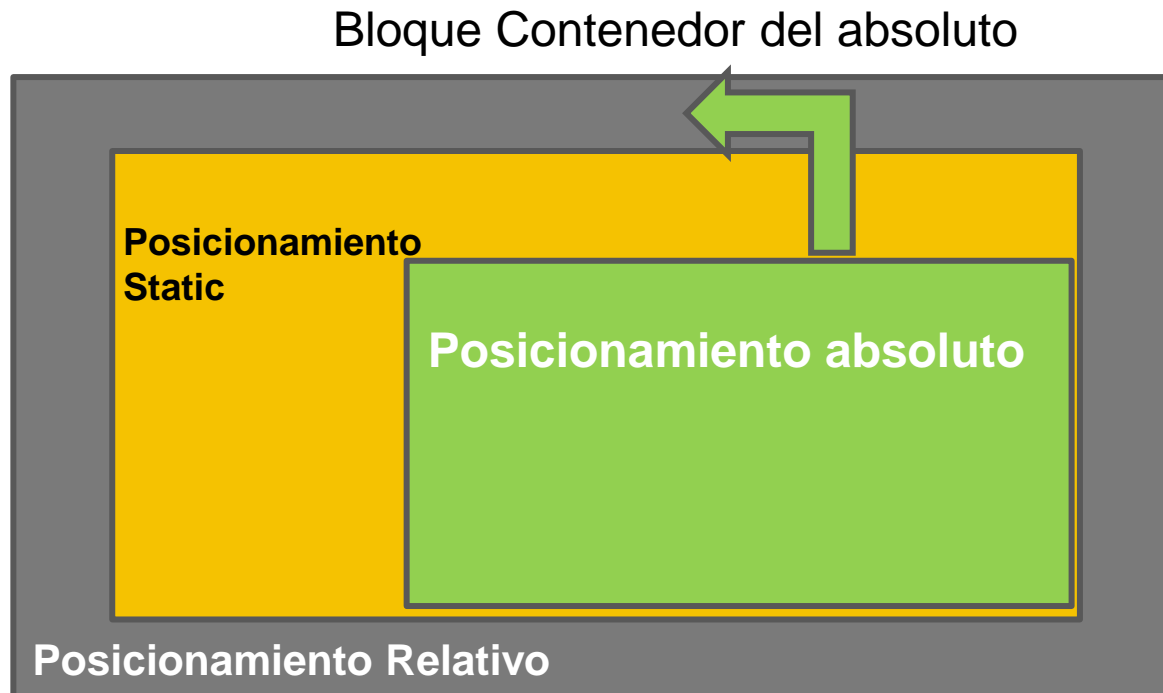 Bloque Contenedor del absoluto
Posicionamiento
Static
Posicionamiento absoluto
Posicionamiento Relativo